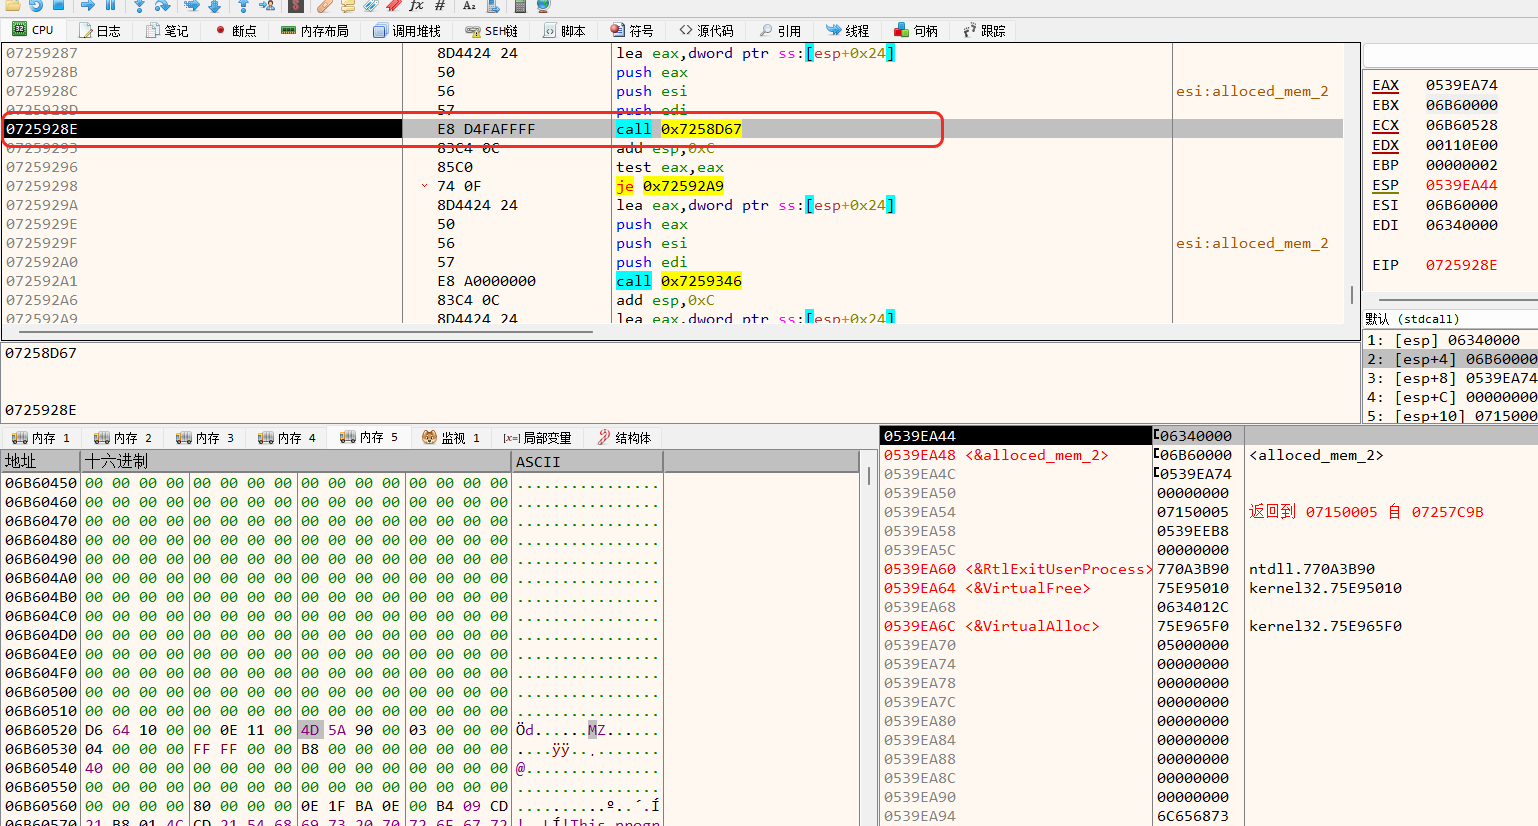 CPU 日志 笔记 断点 内存布局 调用堆栈 SEH链 脚本 符号 源代码 引用 线程 句柄 跟踪
07259287 8D4424 24 lea eax,dword ptr ss:[esp+0x24]
0725928B 50 push eax
0725928C 56 push esi esi:alloced_mem_2
0725928D 57 push edi
0725928E E8 D4FAFFFF call 0x7258D67
07259293 83C4 0C add esp,0xC
07259296 85C0 test eax,eax
07259298 74 0F je 0x72592A9
0725929A 8D4424 24 lea eax,dword ptr ss:[esp+0x24]
0725929E 50 push eax
0725929F 56 push esi esi:alloced_mem_2
072592A0 57 push edi
072592A1 E8 A0000000 call 0x7259346
072592A6 83C4 0C add esp,0xC
072592A9 8D4424 24 lea eax,dword ptr ss:[esp+0x24]
EAX 0539EA74
EBX 06B60000
ECX 06B60528
EDX 00110E00
EBP 00000002
ESP 0539EA44
ESI 06B60000
EDI 06340000
EIP 0725928E
默认 (stdcall)
1: [esp] 06340000
2: [esp+4] 06B60000
3: [esp+8] 0539EA74
4: [esp+C] 00000000
5: [esp+10] 0715000
07258D67
0725928E
内存 1 内存 2 内存 3 内存 4 内存 5 监视 1 [x=] 局部变量 结构体
地址 十六进制 ASCII
06B60450 00 00 00 00 00 00 00 00 00 00 00 00 00 00 00 00 ................
06B60460 00 00 00 00 00 00 00 00 00 00 00 00 00 00 00 00 ................
06B60470 00 00 00 00 00 00 00 00 00 00 00 00 00 00 00 00 ................
06B60480 00 00 00 00 00 00 00 00 00 00 00 00 00 00 00 00 ................
06B60490 00 00 00 00 00 00 00 00 00 00 00 00 00 00 00 00 ................
06B604A0 00 00 00 00 00 00 00 00 00 00 00 00 00 00 00 00 ................
06B604B0 00 00 00 00 00 00 00 00 00 00 00 00 00 00 00 00 ................
06B604C0 00 00 00 00 00 00 00 00 00 00 00 00 00 00 00 00 ................
06B604D0 00 00 00 00 00 00 00 00 00 00 00 00 00 00 00 00 ................
06B604E0 00 00 00 00 00 00 00 00 00 00 00 00 00 00 00 00 ................
06B604F0 00 00 00 00 00 00 00 00 00 00 00 00 00 00 00 00 ................
06B60500 00 00 00 00 00 00 00 00 00 00 00 00 00 00 00 00 ................
06B60510 00 00 00 00 00 00 00 00 00 00 00 00 00 00 00 00 ................
06B60520 D6 64 10 00 00 0E 11 00 4D 5A 90 00 03 00 00 00 Öd......MZ......
06B60530 04 00 00 00 FF FF 00 00 B8 00 00 00 00 00 00 00 ....ÿÿ..¸.......
06B60540 40 00 00 00 00 00 00 00 00 00 00 00 00 00 00 00 @...............
06B60550 00 00 00 00 00 00 00 00 00 00 00 00 00 00 00 00 ................
06B60560 00 00 00 00 80 00 00 00 0E 1F BA 0E 00 B4 09 CD ..........º..´.Í
06B60570 21 B8 01 4C CD 21 54 68 69 73 20 70 72 6F 67 72 !¸.LÍ!This progr
0539EA44 06340000
0539EA48 <&alloced_mem_2> 06B60000 <alloced_mem_2>
0539EA4C 0539EA74
0539EA50 00000000
0539EA54 07150005 返回到 07150005 自 07257C9B
0539EA58 0539EEB8
0539EA5C 00000000
0539EA60 <&RtlExitUserProcess> 770A3B90 ntdll.770A3B90
0539EA64 <&VirtualFree> 75E95010 kernel32.75E95010
0539EA68 0634012C
0539EA6C <&VirtualAlloc> 75E965F0 kernel32.75E965F0
0539EA70 05000000
0539EA74 00000000
0539EA78 00000000
0539EA7C 00000000
0539EA80 00000000
0539EA84 00000000
0539EA88 00000000
0539EA8C 00000000
0539EA90 00000000
0539EA94 6C656873